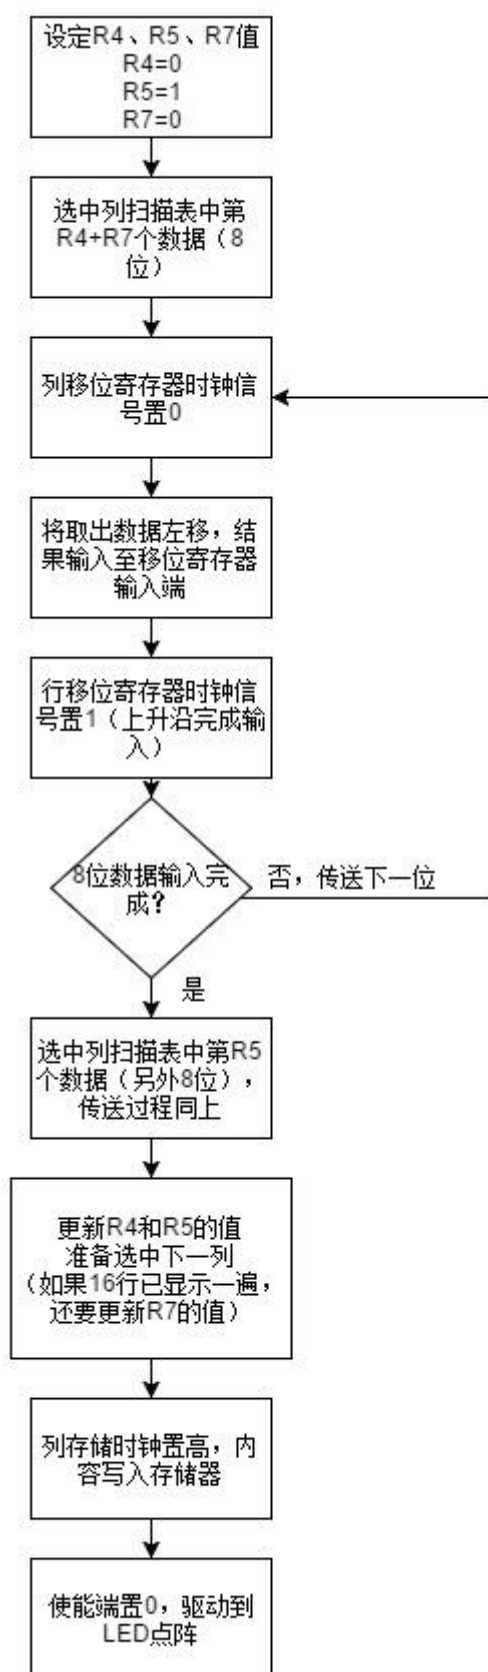 设定R4、R5、R7值
R4=0
R5=1
R7=0
选中列扫描表中第
R4+R7个数据（8
位）
列移位寄存器时钟信
号置0
将取出数据左移，结
果输入至移位寄存器
输入端
行移位寄存器时钟信
号置1（上升沿完成输
入）
8位数据输入完
成？
否，传送下一位
是
选中列扫描表中第R5
个数据（另外8位），
传送过程同上
更新R4和R5的值
准备选中下一列
（如果16行已显示一遍，
还要更新R7的值）
列存储时钟置高，内
容写入存储器
使能端置0，驱动到
LED点阵